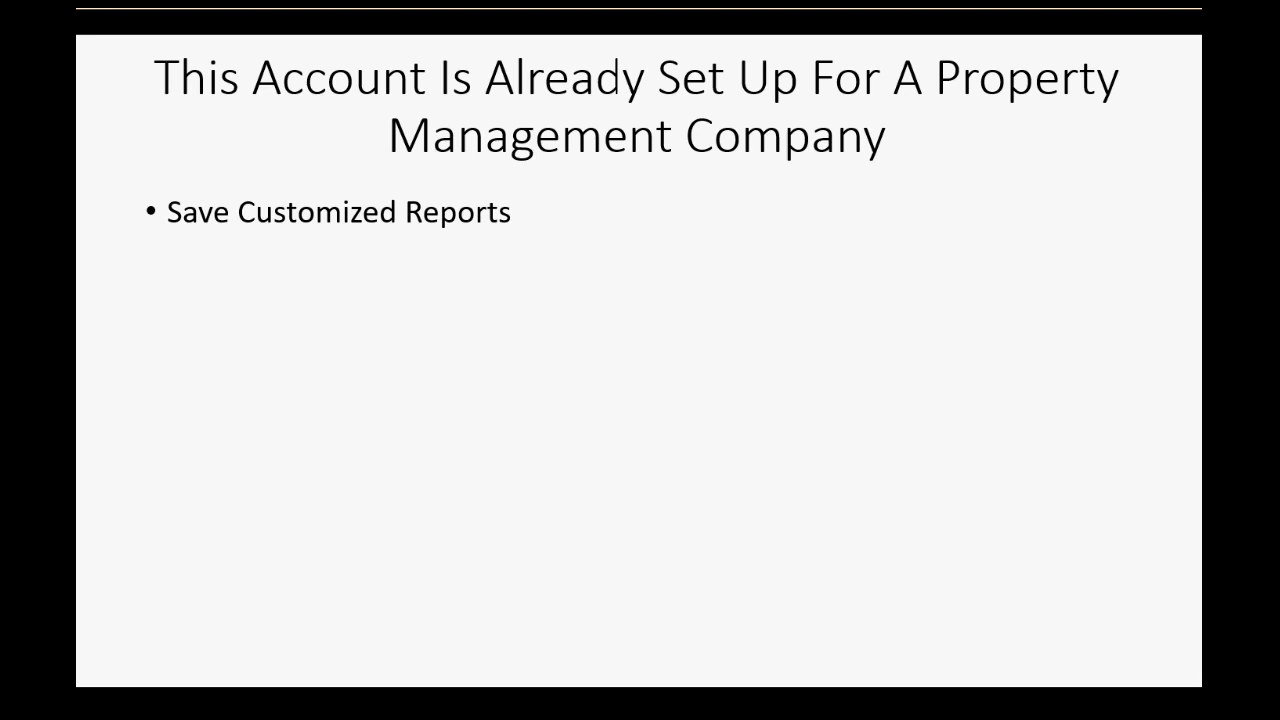 This Account Is Already Set Up For A Property
Management Company
• Save Customized Reports